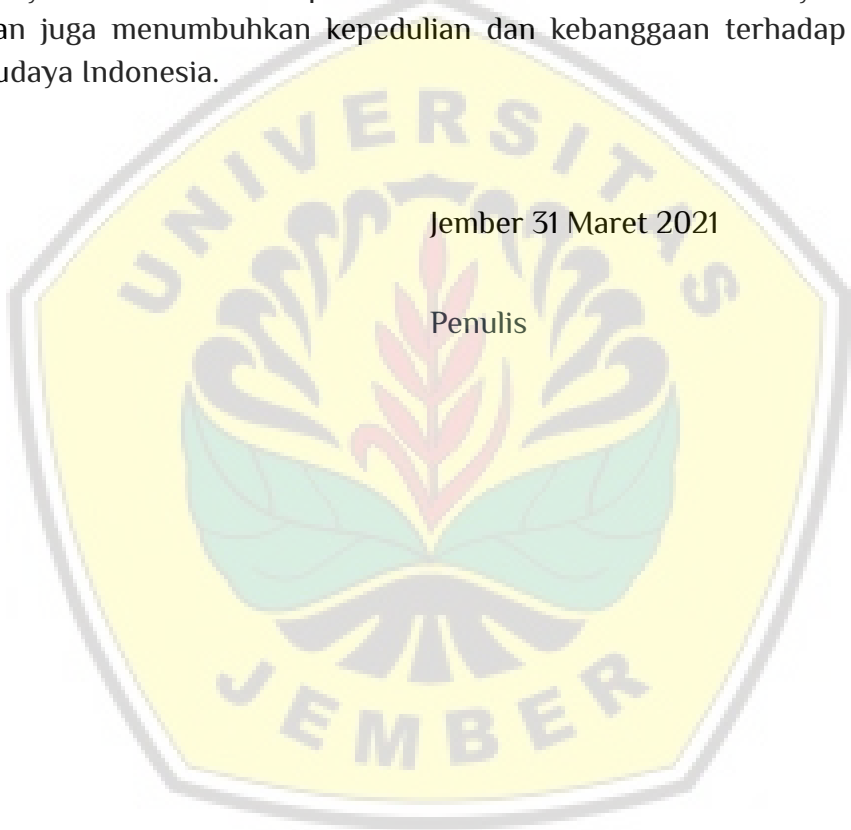 an juga menumbuhkan kepedulian dan kebanggaan terhadap
udaya Indonesia.
UNIVERSITAS
Jember 31 Maret 2021
Penulis
JEMBER